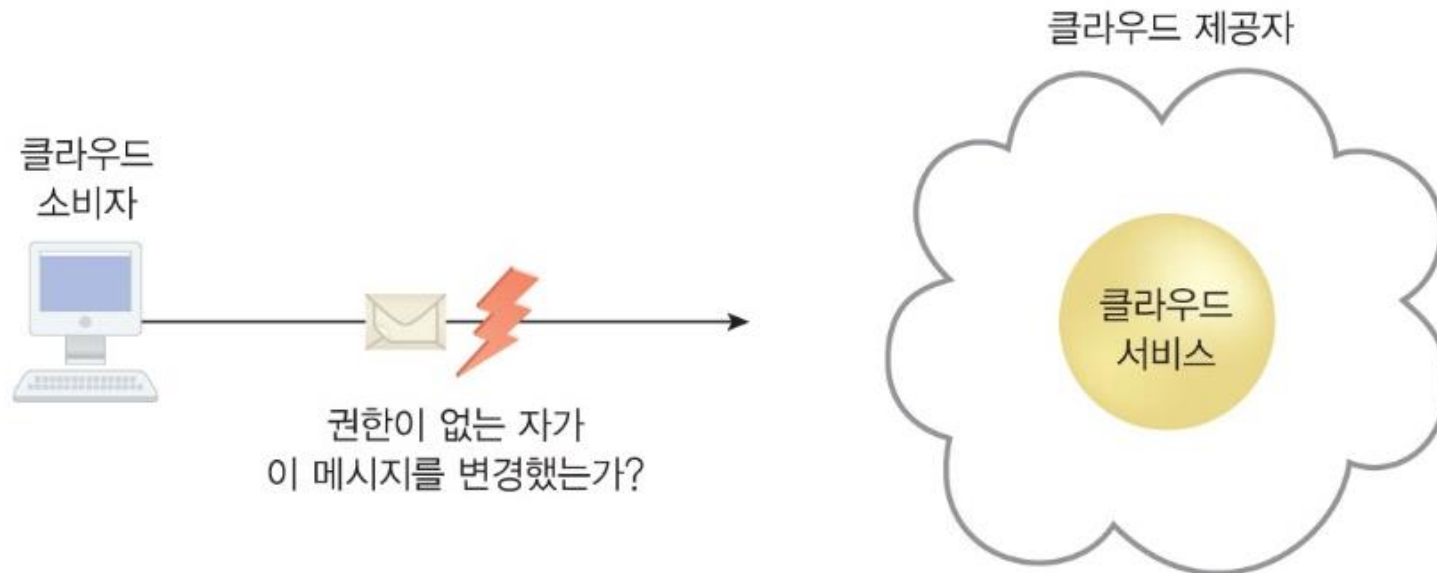 클라우드 제공자
클라우드
소비자
권한이 없는 자가
이 메시지를 변경했는가?
클라우드
서비스